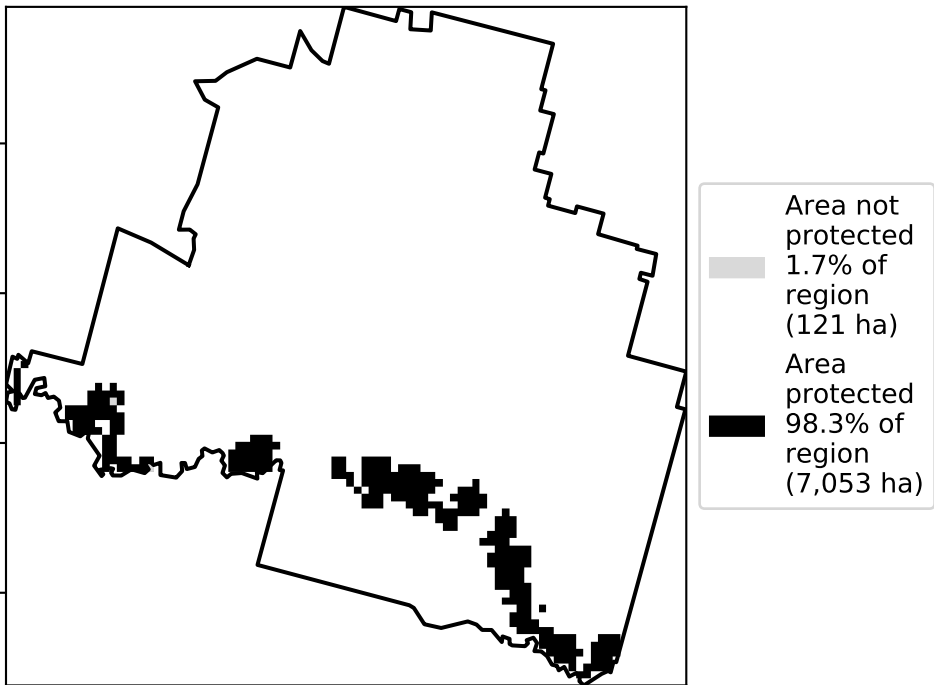 Area not
protected
1.7% of
region
(121 ha)
Area
protected
98.3% of
region
(7,053 ha)